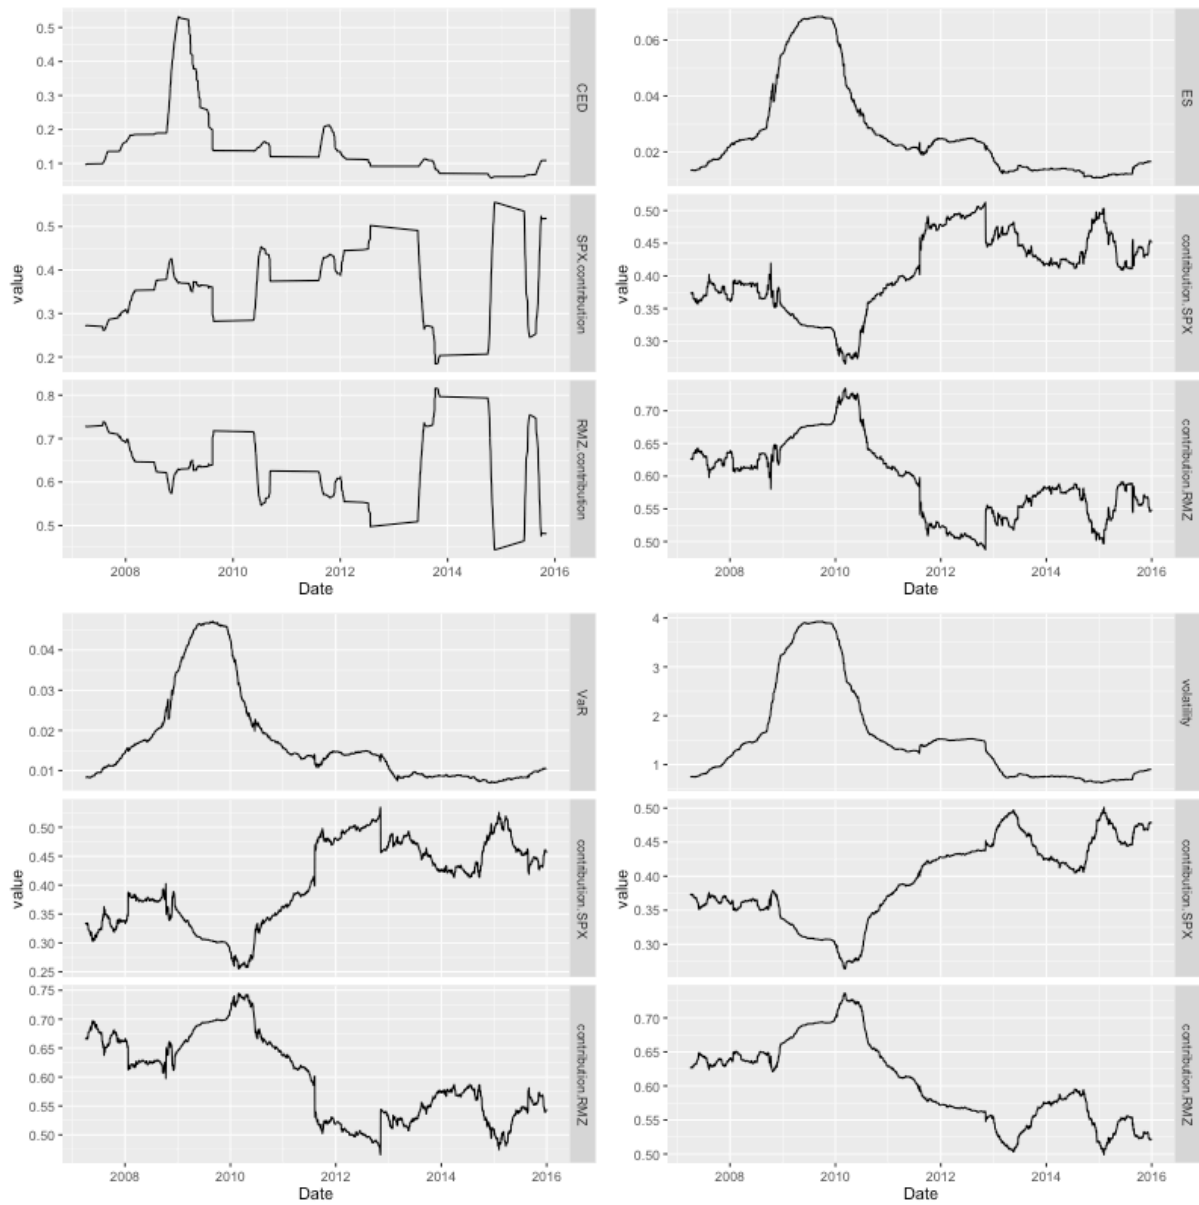 0.5
0.4
0.3
0.2
0.1
CED
0.5
0.4
0.3
0.2
SPX.contribution
0.8
0.7
0.6
0.5
RMZ.contribution
value
2008 2010 2012 2014 2016
Date
0.06
0.04
0.02
ES
0.50
0.45
0.40
0.35
0.30
contribution.SPX
0.70
0.65
0.60
0.55
0.50
contribution.RMZ
value
2008 2010 2012 2014 2016
Date
0.04
0.03
0.02
0.01
VaR
0.50
0.45
0.40
0.35
0.30
0.25
contribution.SPX
0.75
0.70
0.65
0.60
0.55
0.50
contribution.RMZ
value
2008 2010 2012 2014 2016
Date
4
3
2
1
volatility
0.50
0.45
0.40
0.35
0.30
contribution.SPX
0.70
0.65
0.60
0.55
0.50
contribution.RMZ
value
2008 2010 2012 2014 2016
Date